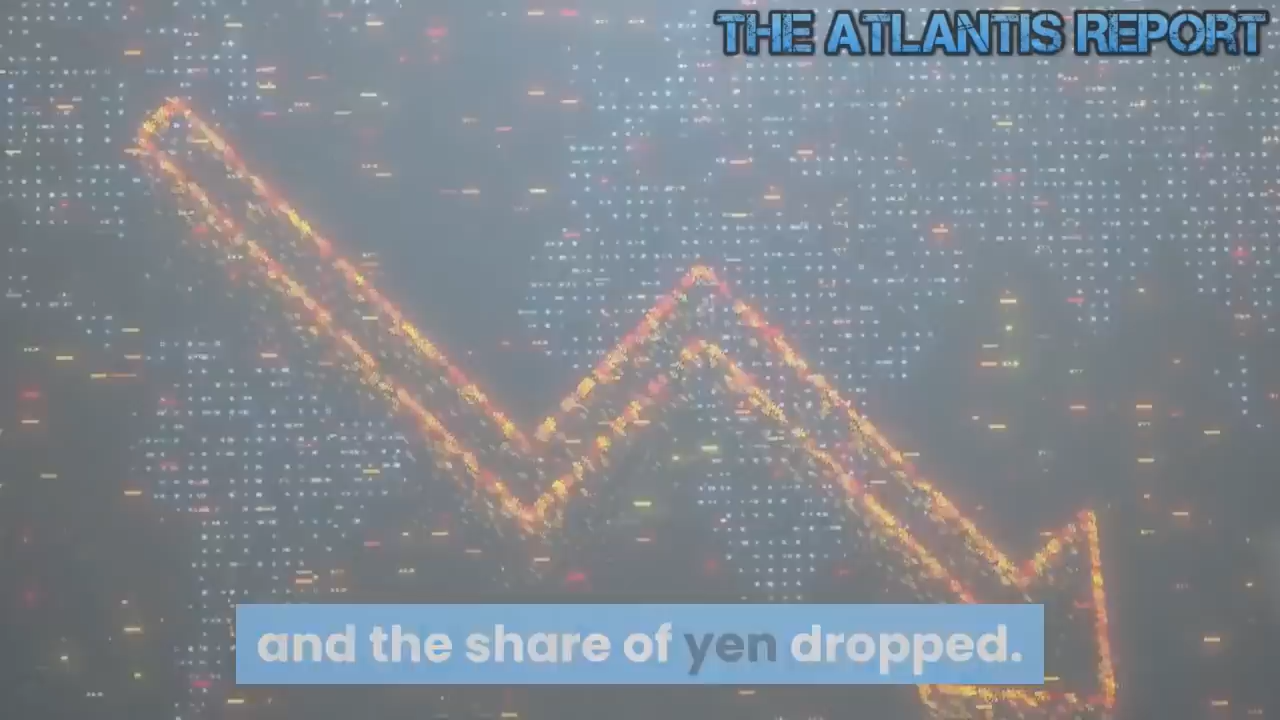 THE ATLANTIS REPORT
and the share of yen dropped.